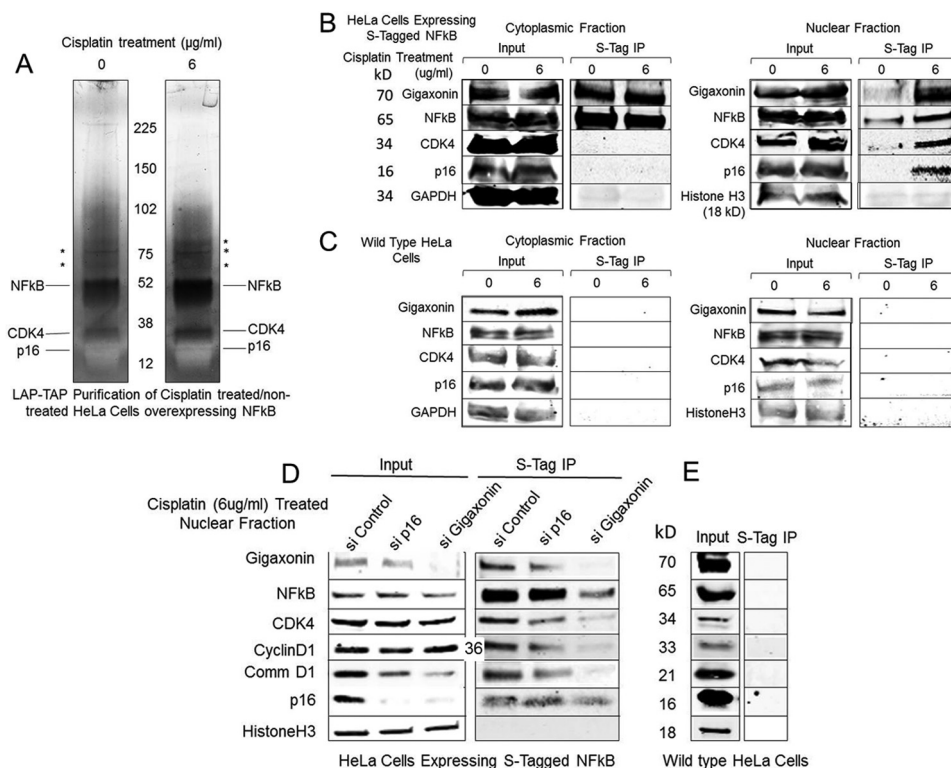 A
Cisplatin treatment (µg/ml)
0 6
225
150
102
* 75 *
* *
* *
NFkB 52 NFkB
38
CDK4 CDK4
p16 p16
12
LAP-TAP Purification of Cisplatin treated/non-
treated HeLa Cells overexpressing NFkB
B
HeLa Cells Expressing
S-Tagged NFkB
Cytoplasmic Fraction Nuclear Fraction
Input S-Tag IP Input S-Tag IP
Cisplatin Treatment
(ug/ml)
kD 0 6 0 6 0 6 0 6
70 Gigaxonin Gigaxonin
65 NFkB NFkB
34 CDK4 CDK4
16 p16 p16
34 GAPDH Histone H3
(18 kD)
C
Wild Type HeLa
Cells
Cytoplasmic Fraction Nuclear Fraction
Input S-Tag IP Input S-Tag IP
0 6 0 6 0 6 0 6
Gigaxonin Gigaxonin
NFkB NFkB
CDK4 CDK4
p16 p16
GAPDH HistoneH3
D
Input S-Tag IP
Cisplatin (6ug/ml) Treated
Nuclear Fraction
si Control si p16 si Gigaxonin si Control si p16 si Gigaxonin
Gigaxonin
NFkB
CDK4
CyclinD1 36
Comm D1
p16
HistoneH3
HeLa Cells Expressing S-Tagged NFkB
E
kD Input S-Tag IP
70
65
34
33
21
16
18
Wild type HeLa Cells